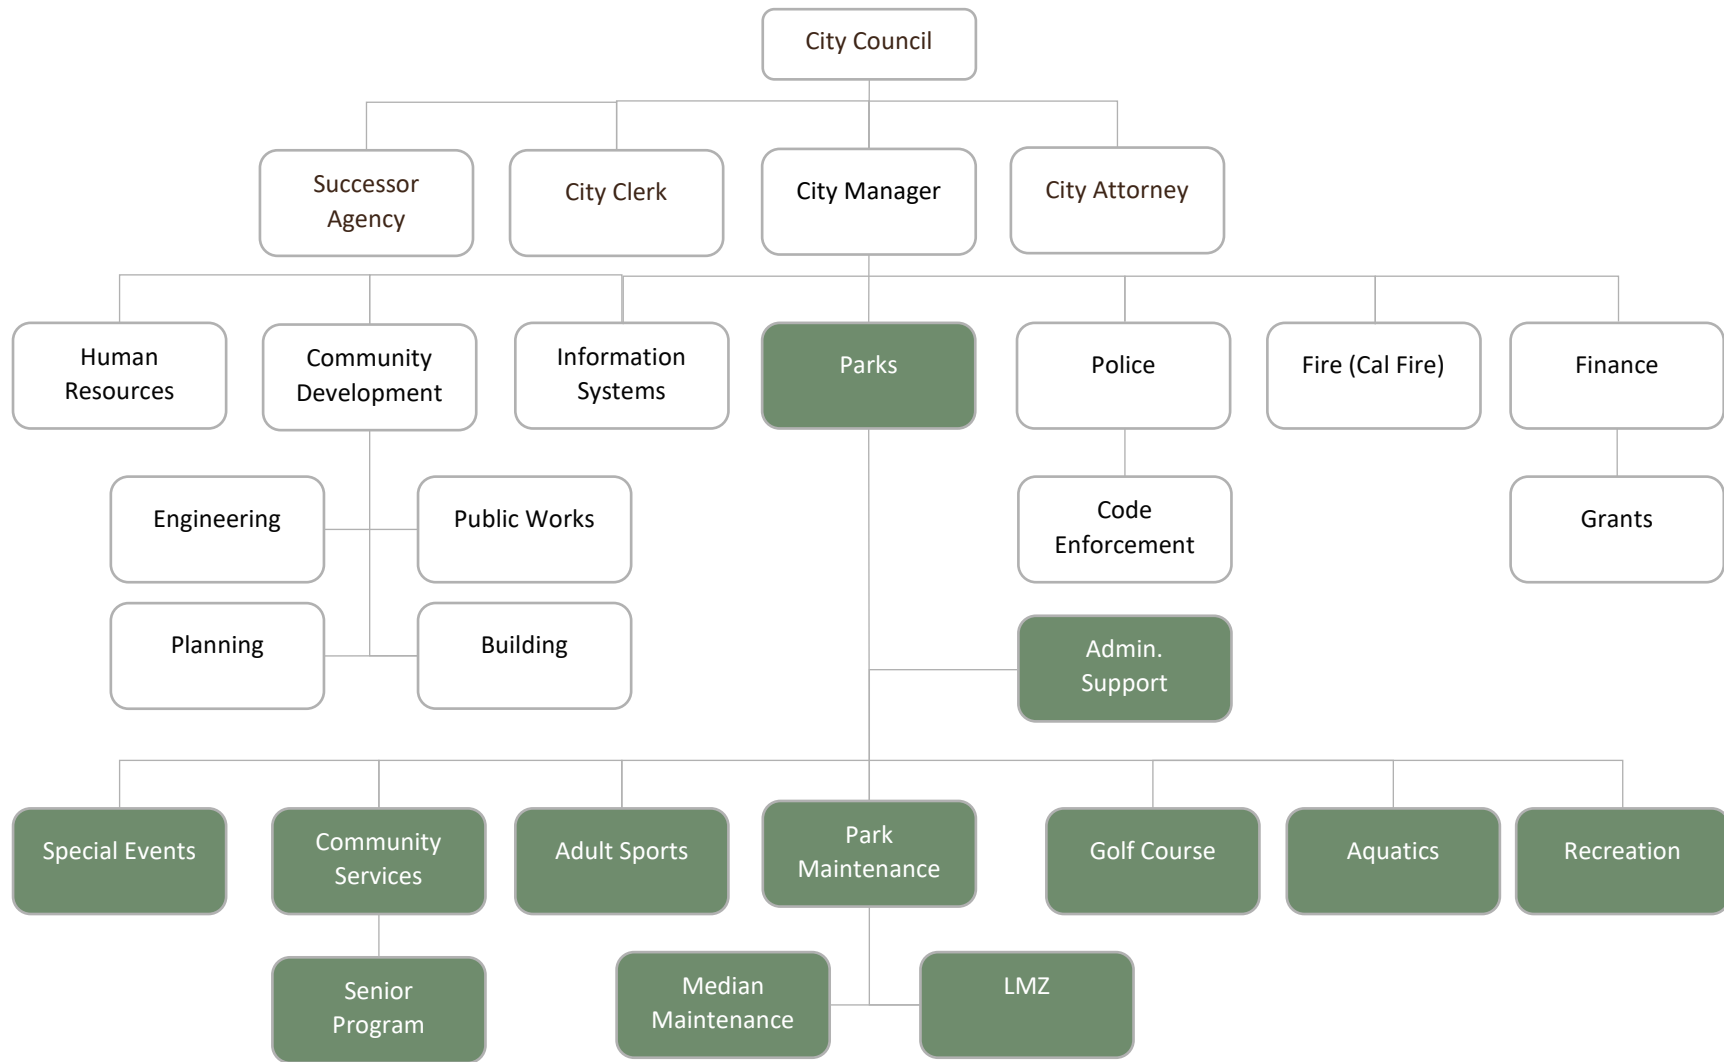 City Council
Successor
Agency
City Clerk
City Manager
City Attorney
Human
Resources
Community
Development
Information
Systems
Parks
Police
Fire (Cal Fire)
Finance
Engineering
Public Works
Code
Enforcement
Grants
Planning
Building
Admin.
Support
Special Events
Community
Services
Adult Sports
Park
Maintenance
Golf Course
Aquatics
Recreation
Senior
Program
Median
Maintenance
LMZ